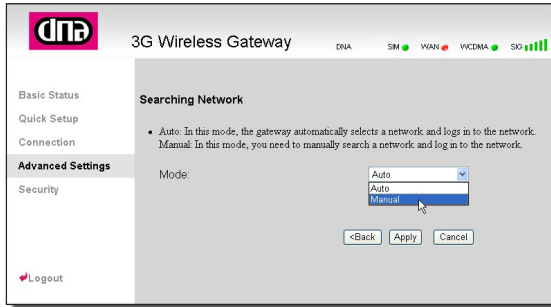 dna
3G Wireless Gateway
DNA SIM WAN WCDMA SIG
Basic Status
Quick Setup
Connection
Advanced Settings
Security
Logout
Searching Network
Auto: In this mode, the gateway automatically selects a network and logs in to the network.
Manual: In this mode, you need to manually search a network and log in to the network.
Mode: Auto
Auto
Manual
<Back Apply Cancel